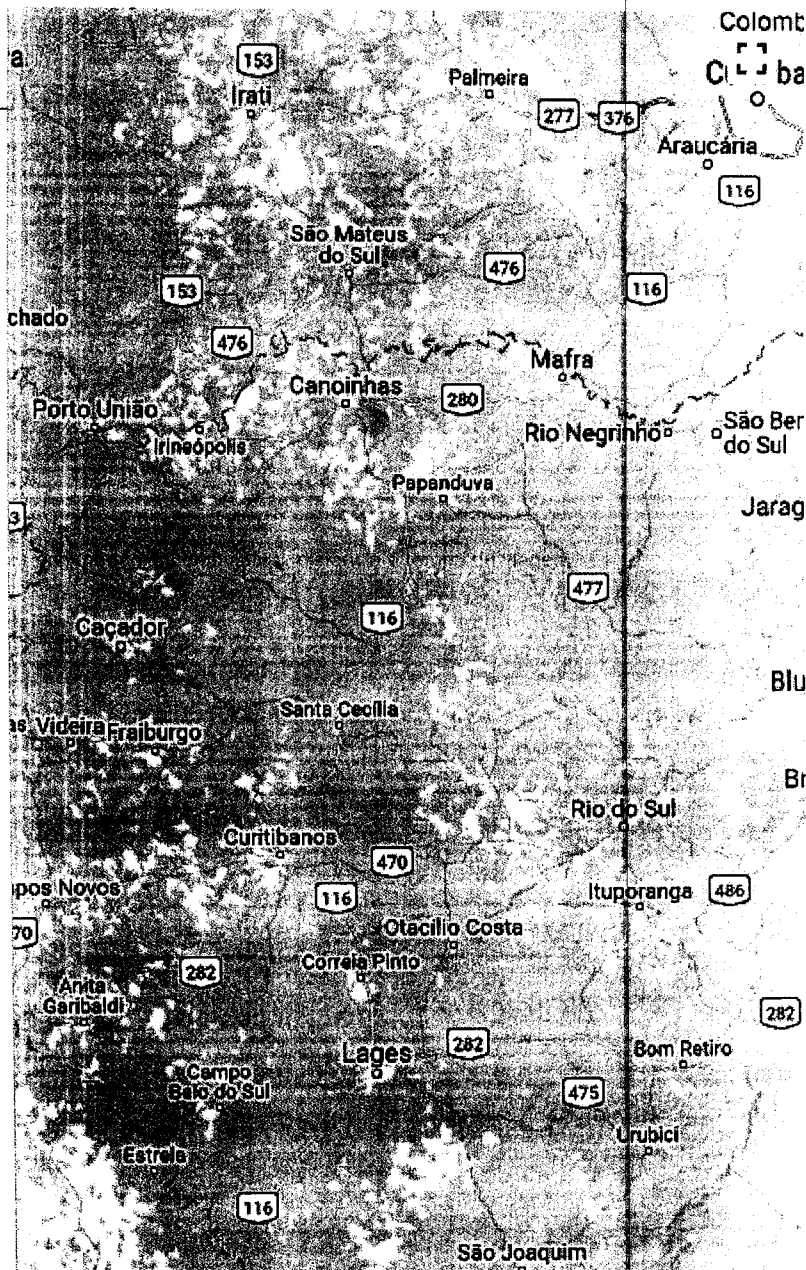 Colomb
153
a
Irati
Palmeira
277
376
Araucária
116
São Mateus
do Sul
476
153
116
chado
476
Mafra
Canoinhas
280
Porto União
Irineópolis
Rio Negrinho
São Ber
do Sul
Papanduva
Jarag
477
116
Caçador
Blu
Santa Cecília
as Videira
Fraiburgo
Br
Rio do Sul
Curitibanos
470
116
Ituporanga
486
pos Novos
Otacílio Costa
70
Correia Pinto
282
Anita
Garibaldi
282
282
Lages
Bom Retiro
Campo
Belo do Sul
475
Urubici
Estrela
116
São Joaquim